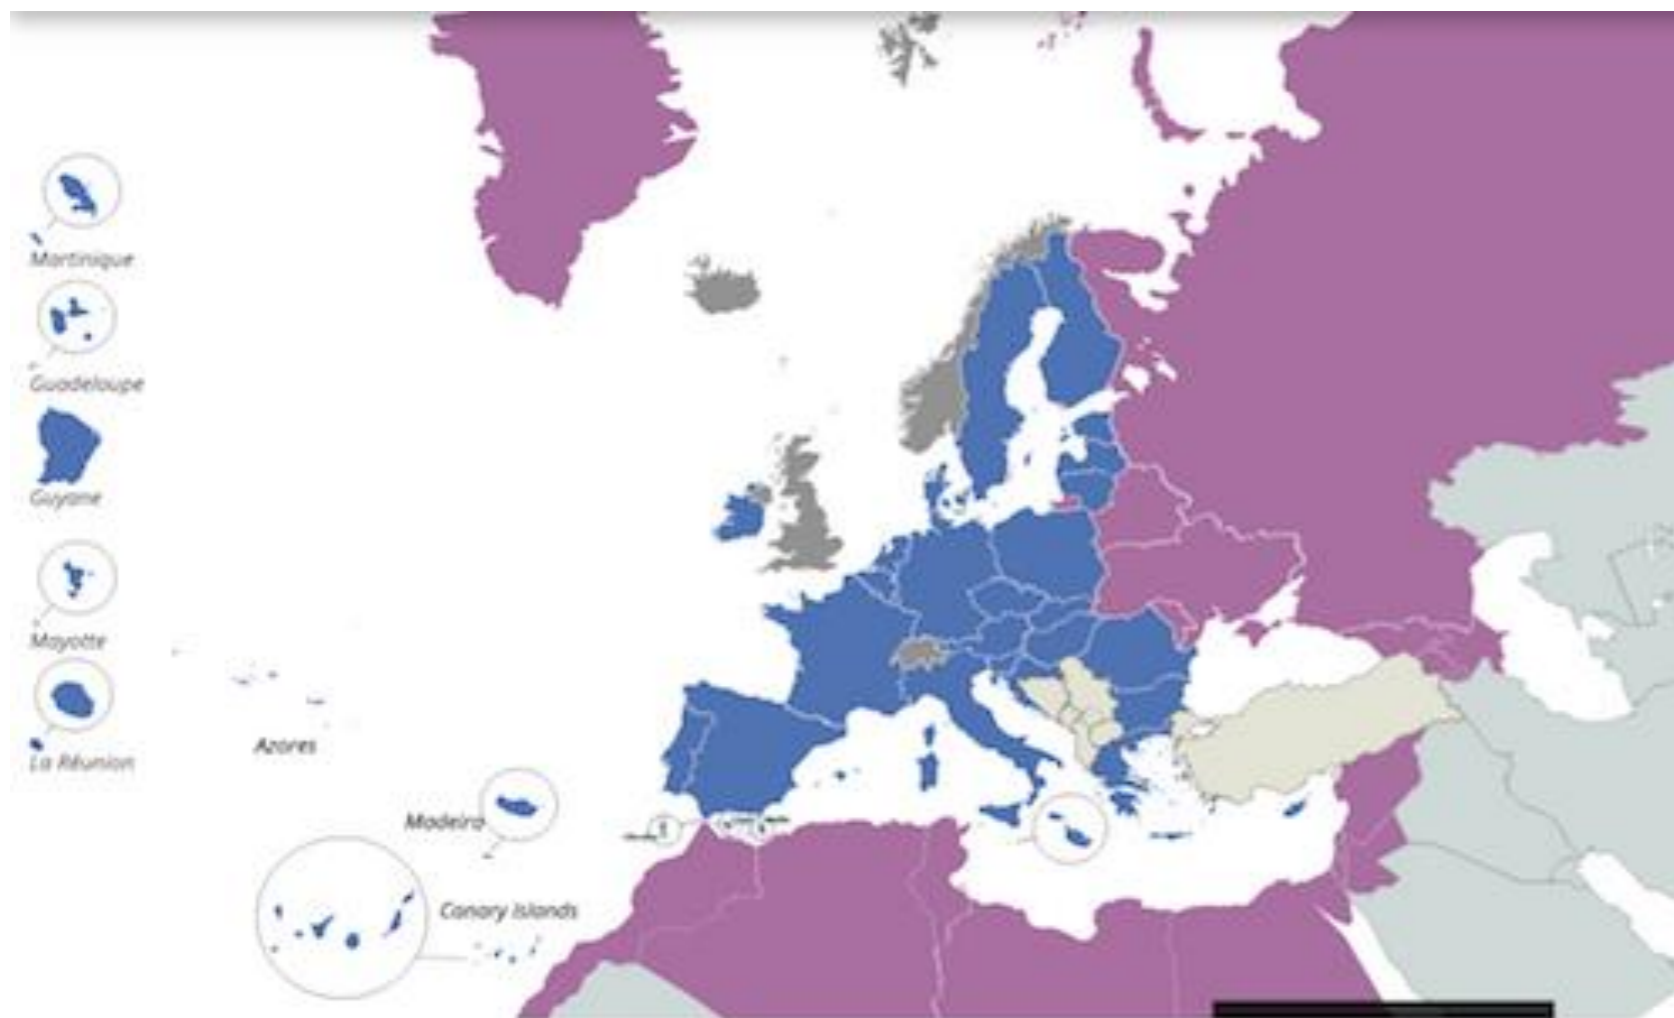 Martinique
Guadeloupe
Guyane
Mayotte
La Réunion
Azores
Madeira
Canary Islands